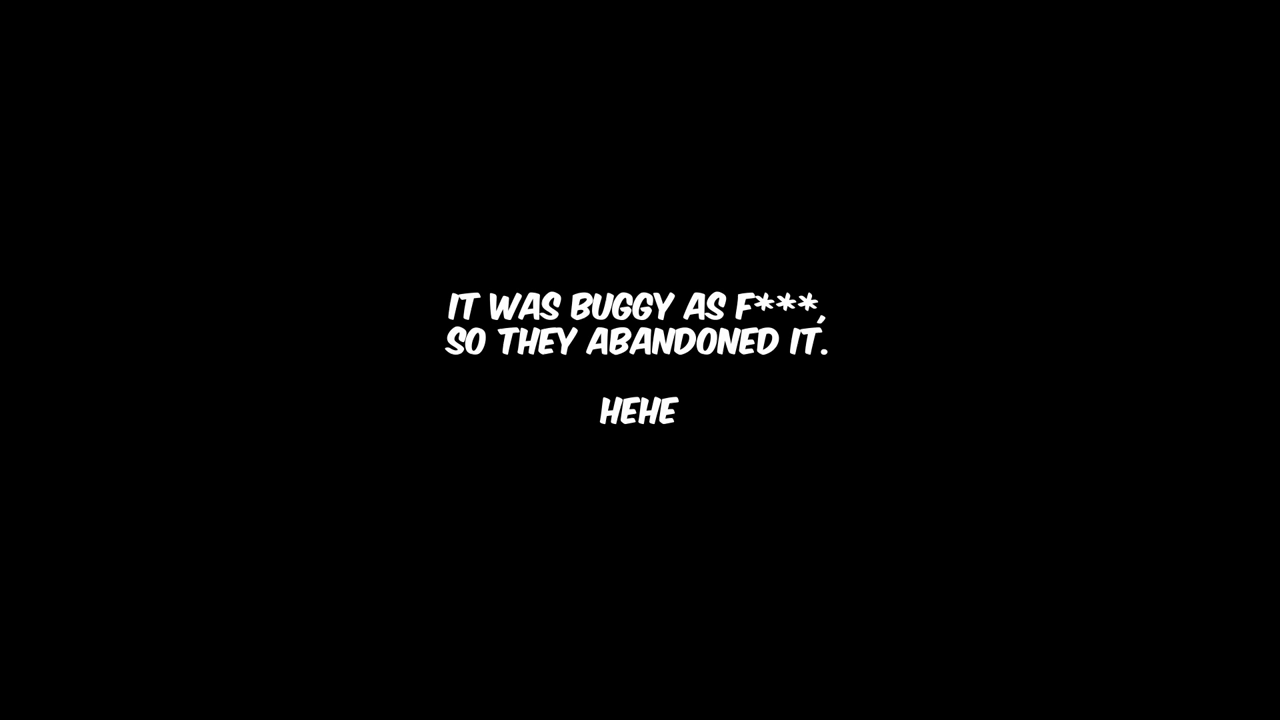 IT WAS BUGGY AS F***,
SO THEY ABANDONED IT.
HEHE